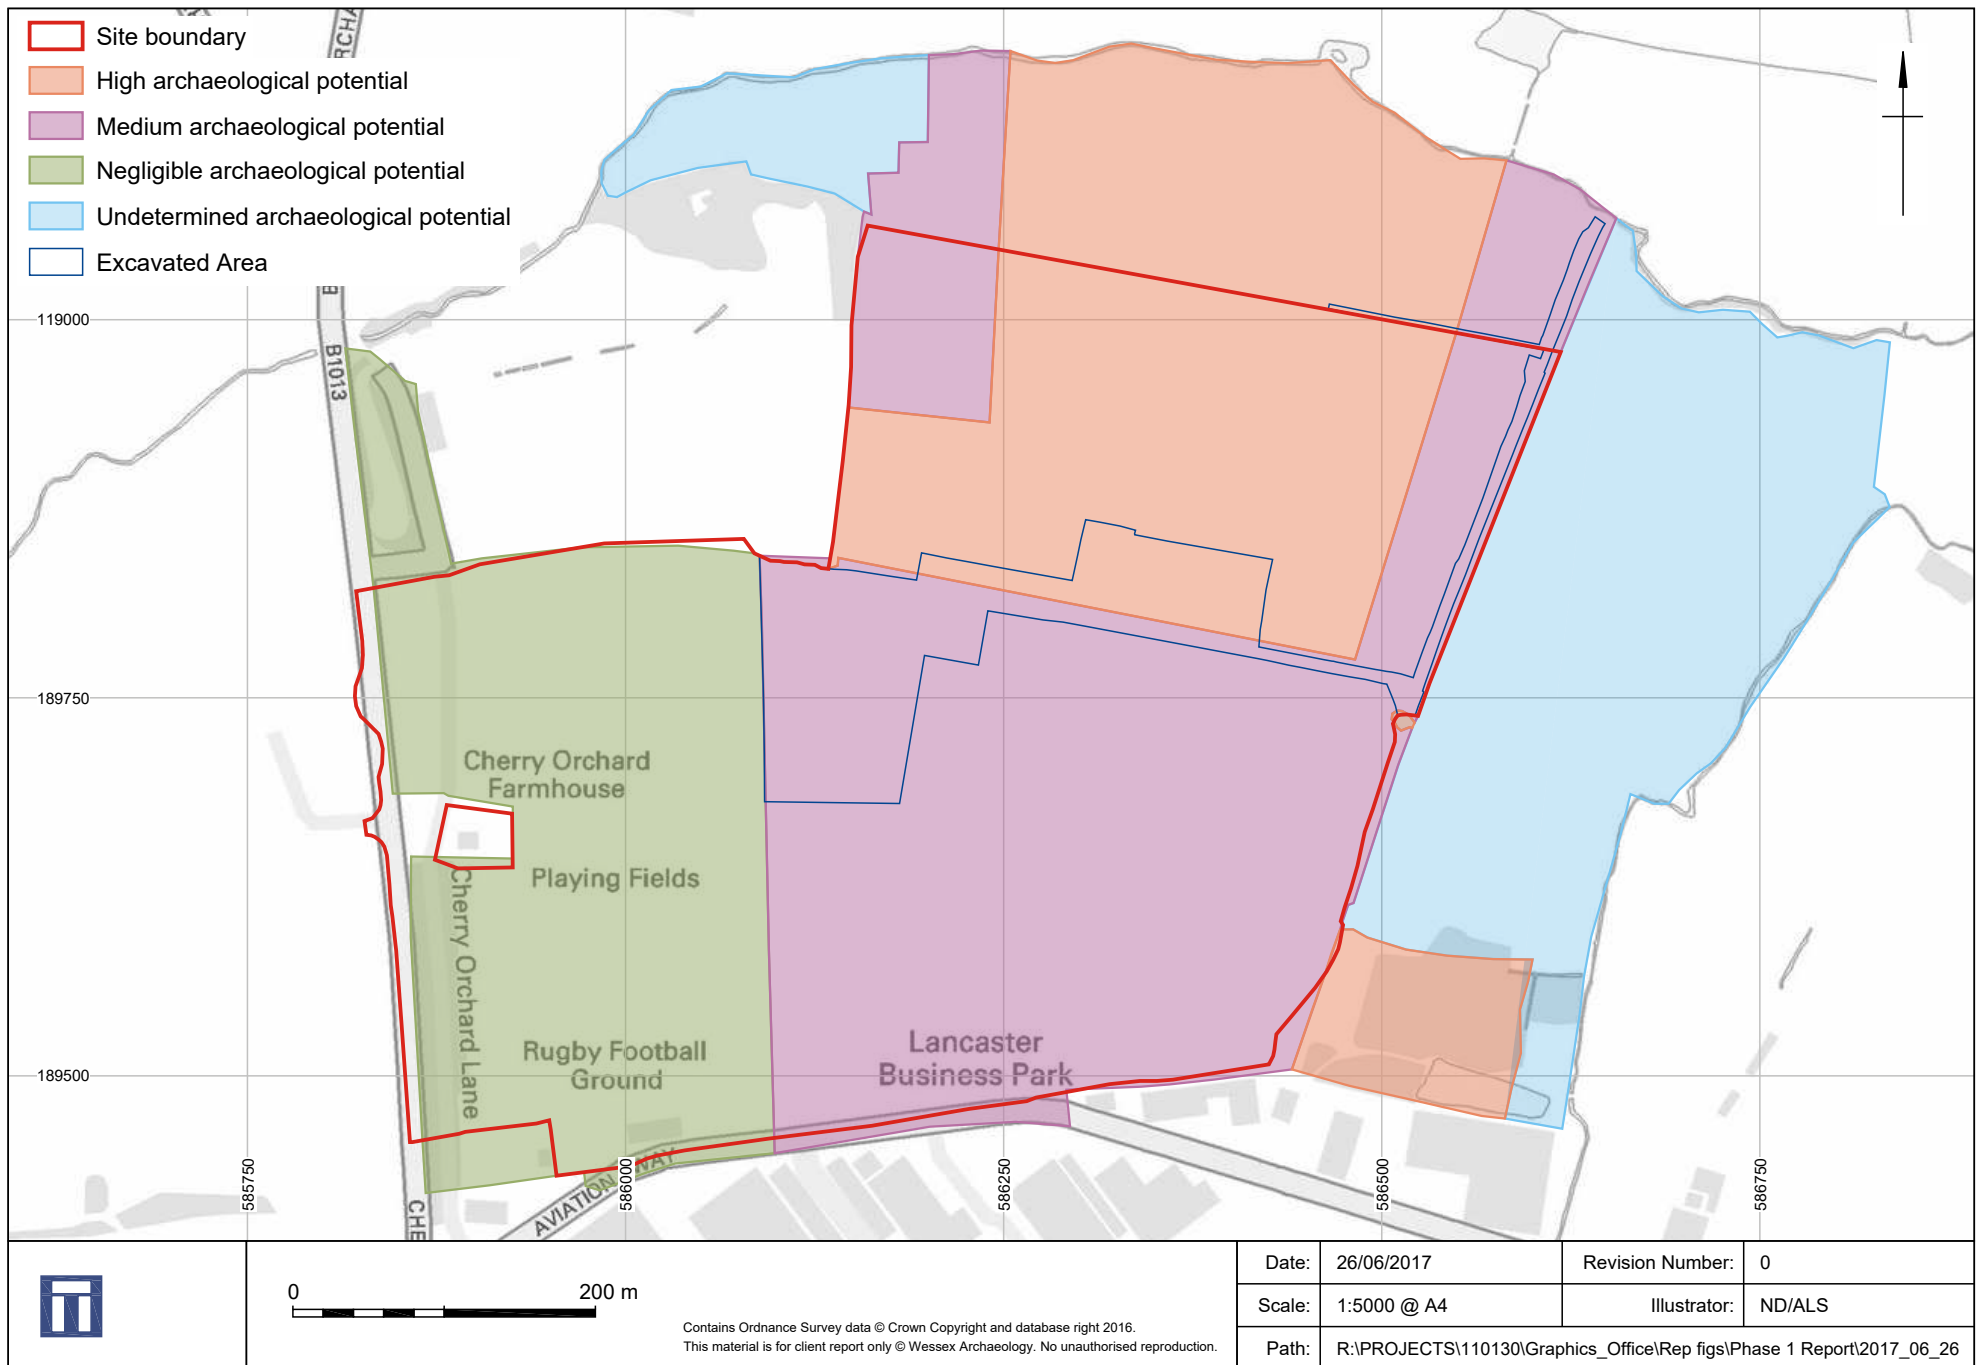 Site boundary
High archaeological potential
Medium archaeological potential
Negligible archaeological potential
Undetermined archaeological potential
Excavated Area
RCHA
B
B1013
119000
189750
189500
Cherry Orchard
Farmhouse
Playing Fields
Cherry Orchard Lane
Rugby Football
Ground
Lancaster
Business Park
AVIATION WAY
CHE
585750
586000
586250
586500
586750
0 200 m
Contains Ordnance Survey data © Crown Copyright and database right 2016.
This material is for client report only © Wessex Archaeology. No unauthorised reproduction.
Date: 26/06/2017 Revision Number: 0
Scale: 1:5000 @ A4 Illustrator: ND/ALS
Path: R:\PROJECTS\110130\Graphics_Office\Rep figs\Phase 1 Report\2017_06_26